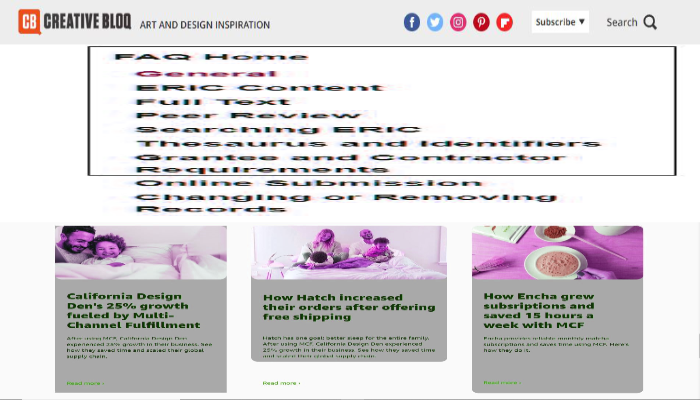 CB CREATIVE BLOQ ART AND DESIGN INSPIRATION Subscribe ▼ Search
FAQ Home
General
ERIC Content
Full Text
Peer Review
Searching ERIC
Thesaurus and Identifiers
Grantee and Contractor
Requirements
Online Submission
Changing or Removing
Records
California Design
Den's 25% growth
fueled by Multi-
Channel Fulfillment
After using MCF, California Design Den
experienced 25% growth in their business. See
how they saved time and scaled their global
supply chain.
Read more ›
How Hatch increased
their orders after offering
free shipping
Hatch has one goal: better sleep for the entire family.
After using MCF, California Design Den experienced
25% growth in their business. See how they saved time
and scaled their global supply chain.
Read more ›
How Encha grew
subsriptions and
saved 15 hours a
week with MCF
Encha provides reliable monthly matcha
subscriptions and saves time using MCF. Here's
how they do it.
Read more ›